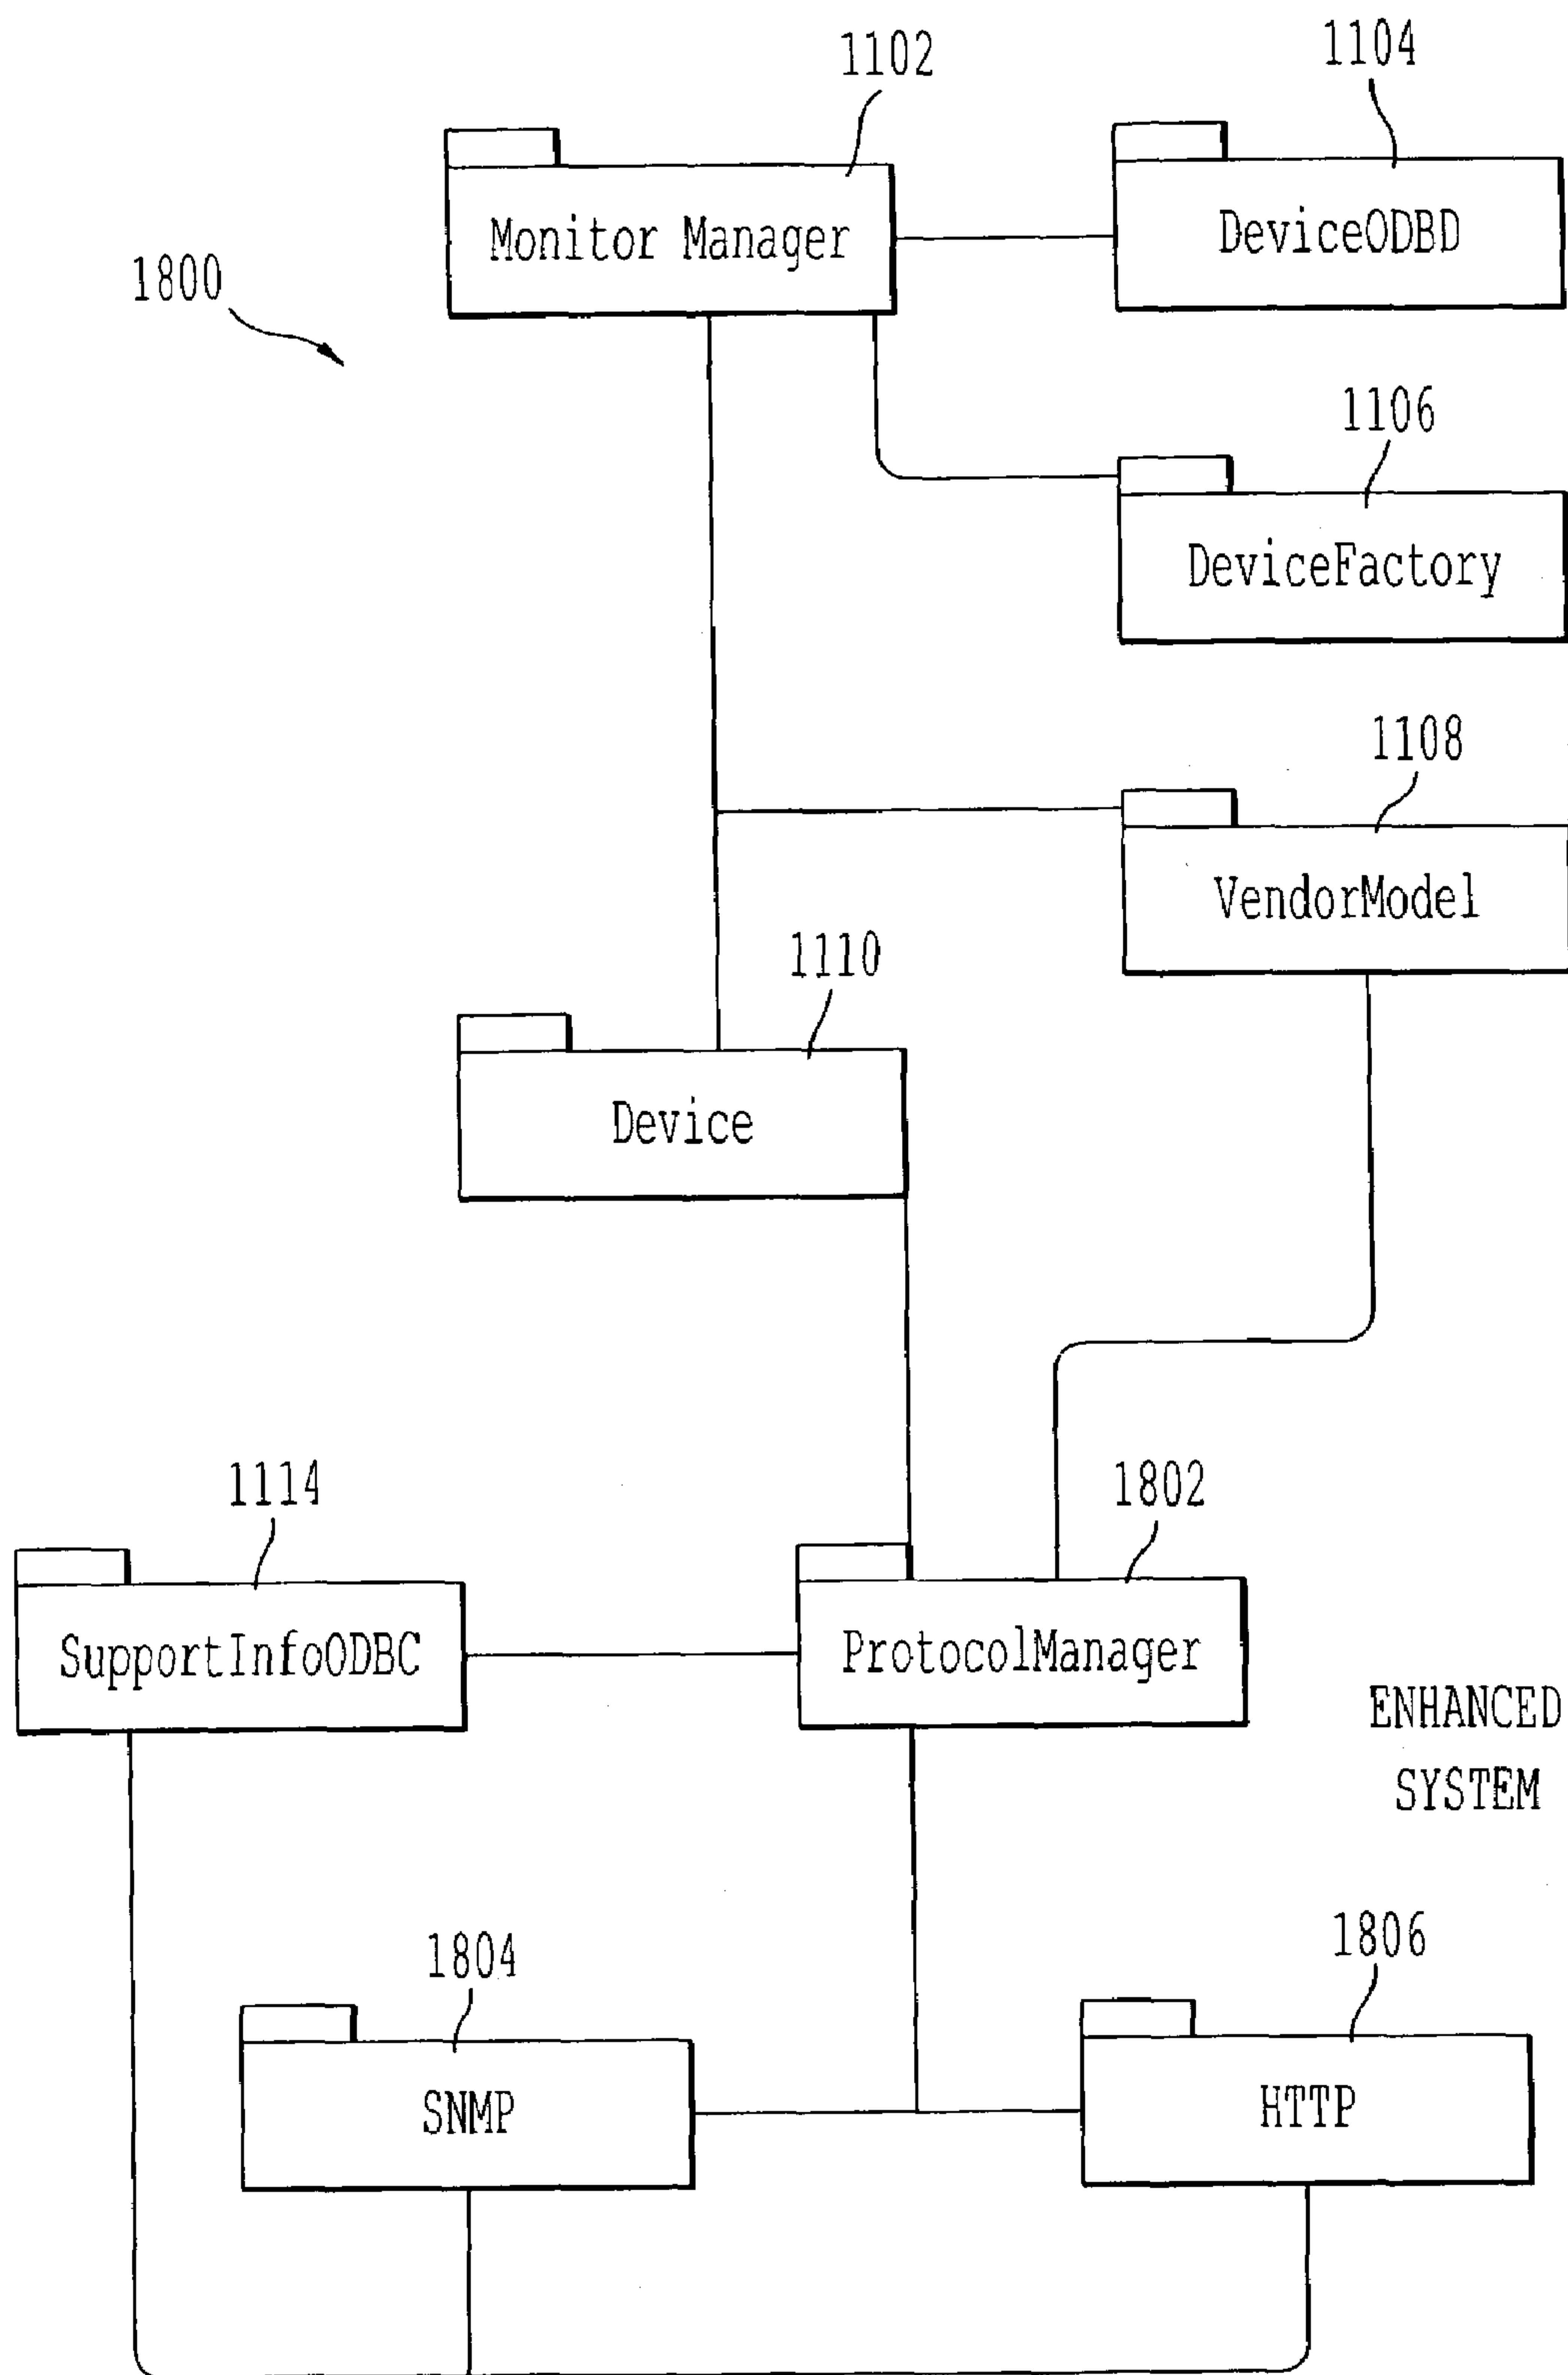 1102
1104
Monitor Manager
DeviceODBD
1800
1106
DeviceFactory
1108
VendorModel
1110
Device
1114
1802
SupportInfoODBC
ProtocolManager
ENHANCED
SYSTEM
1804
1806
SNMP
HTTP